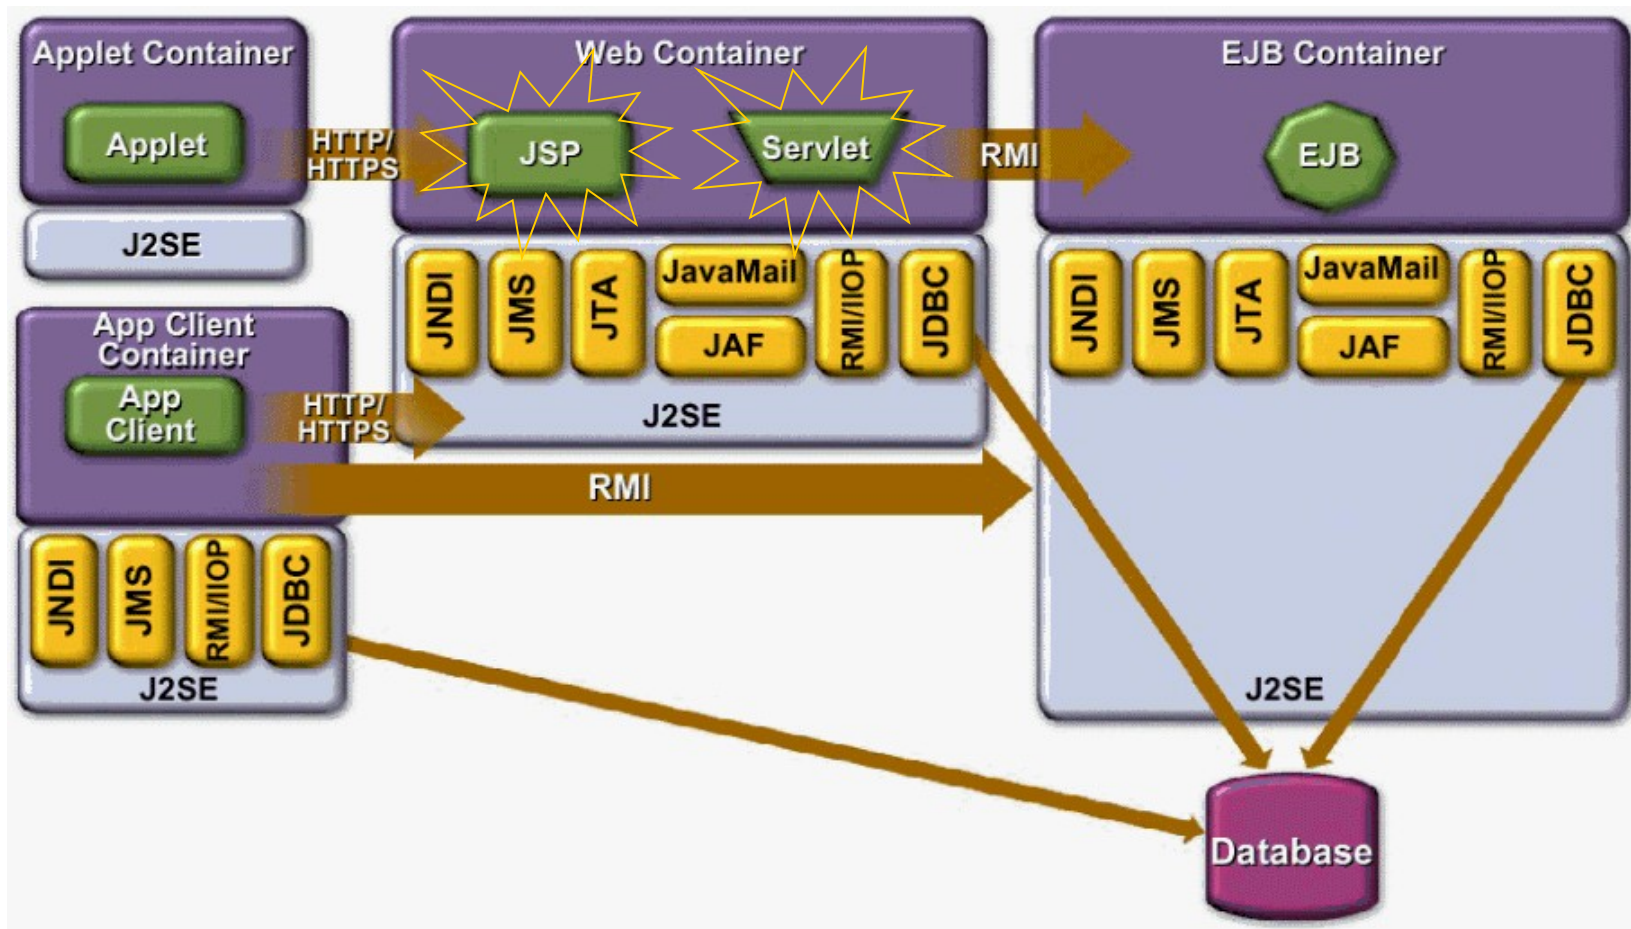 Applet Container
Applet
HTTP/
HTTPS
J2SE
Web Container
JSP
Servlet
RMI
JNDI
JMS
JTA
JavaMail
JAF
RMI/IIOP
JDBC
J2SE
EJB Container
EJB
JNDI
JMS
JTA
JavaMail
JAF
RMI/IIOP
JDBC
J2SE
App Client
Container
App
Client
HTTP/
HTTPS
RMI
JNDI
JMS
RMI/IIOP
JDBC
J2SE
Database